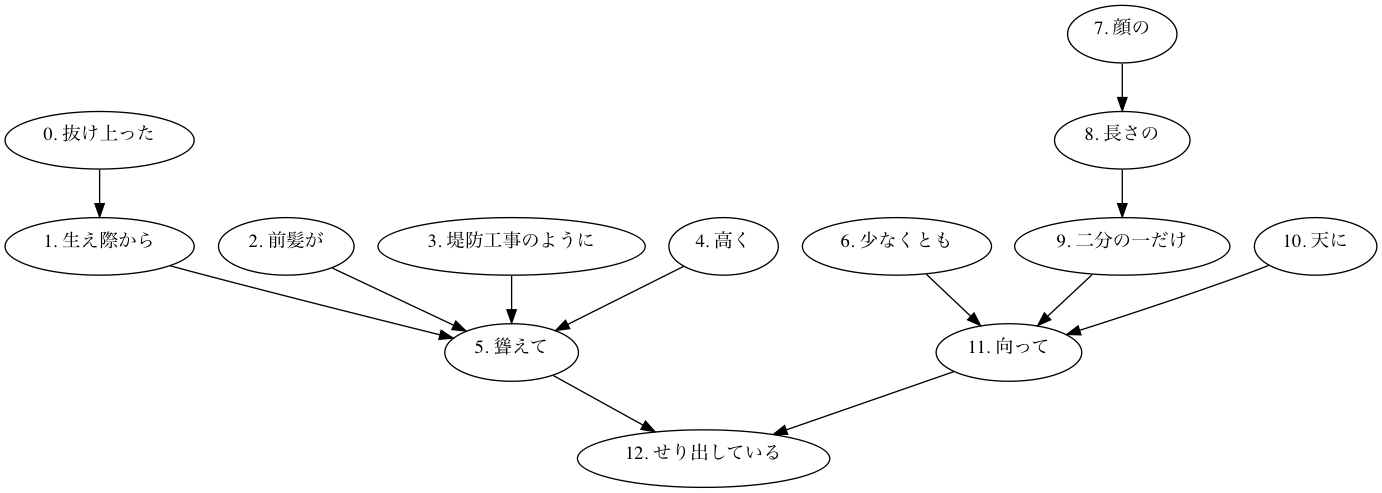 7. 顔の
0. 抜け上った
8. 長さの
1. 生え際から
2. 前髪が
3. 堤防工事のように
4. 高く
6. 少なくとも
9. 二分の一だけ
10. 天に
5. 聳えて
11. 向って
12. せり出している